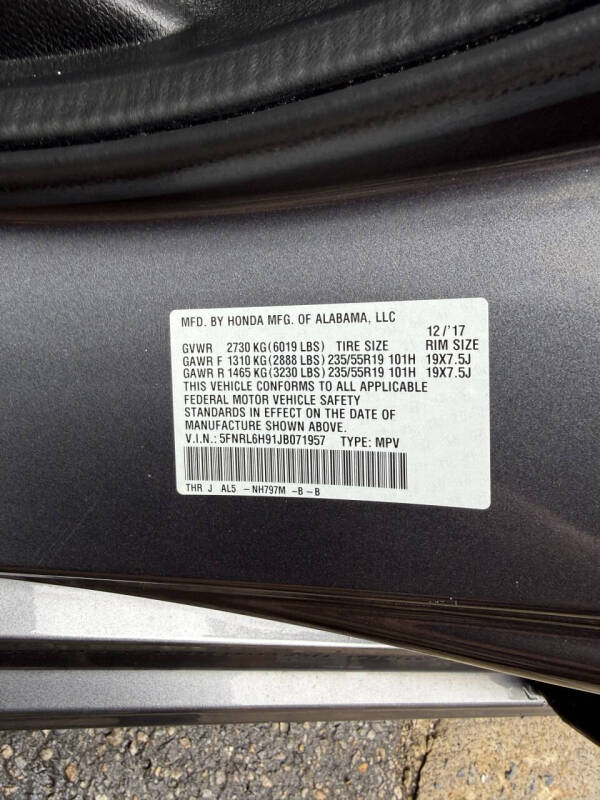 MFD. BY HONDA MFG. OF ALABAMA, LLC
12/'17
GVWR 2730 KG(6019 LBS) TIRE SIZE RIM SIZE
GAWR F 1310 KG(2888 LBS) 235/55R19 101H 19X7.5J
GAWR R 1465 KG(3230 LBS) 235/55R19 101H 19X7.5J
THIS VEHICLE CONFORMS TO ALL APPLICABLE
FEDERAL MOTOR VEHICLE SAFETY
STANDARDS IN EFFECT ON THE DATE OF
MANUFACTURE SHOWN ABOVE.
V.I.N.: 5FNRL6H91JB071957 TYPE: MPV
THR J AL5 -NH797M -B-B